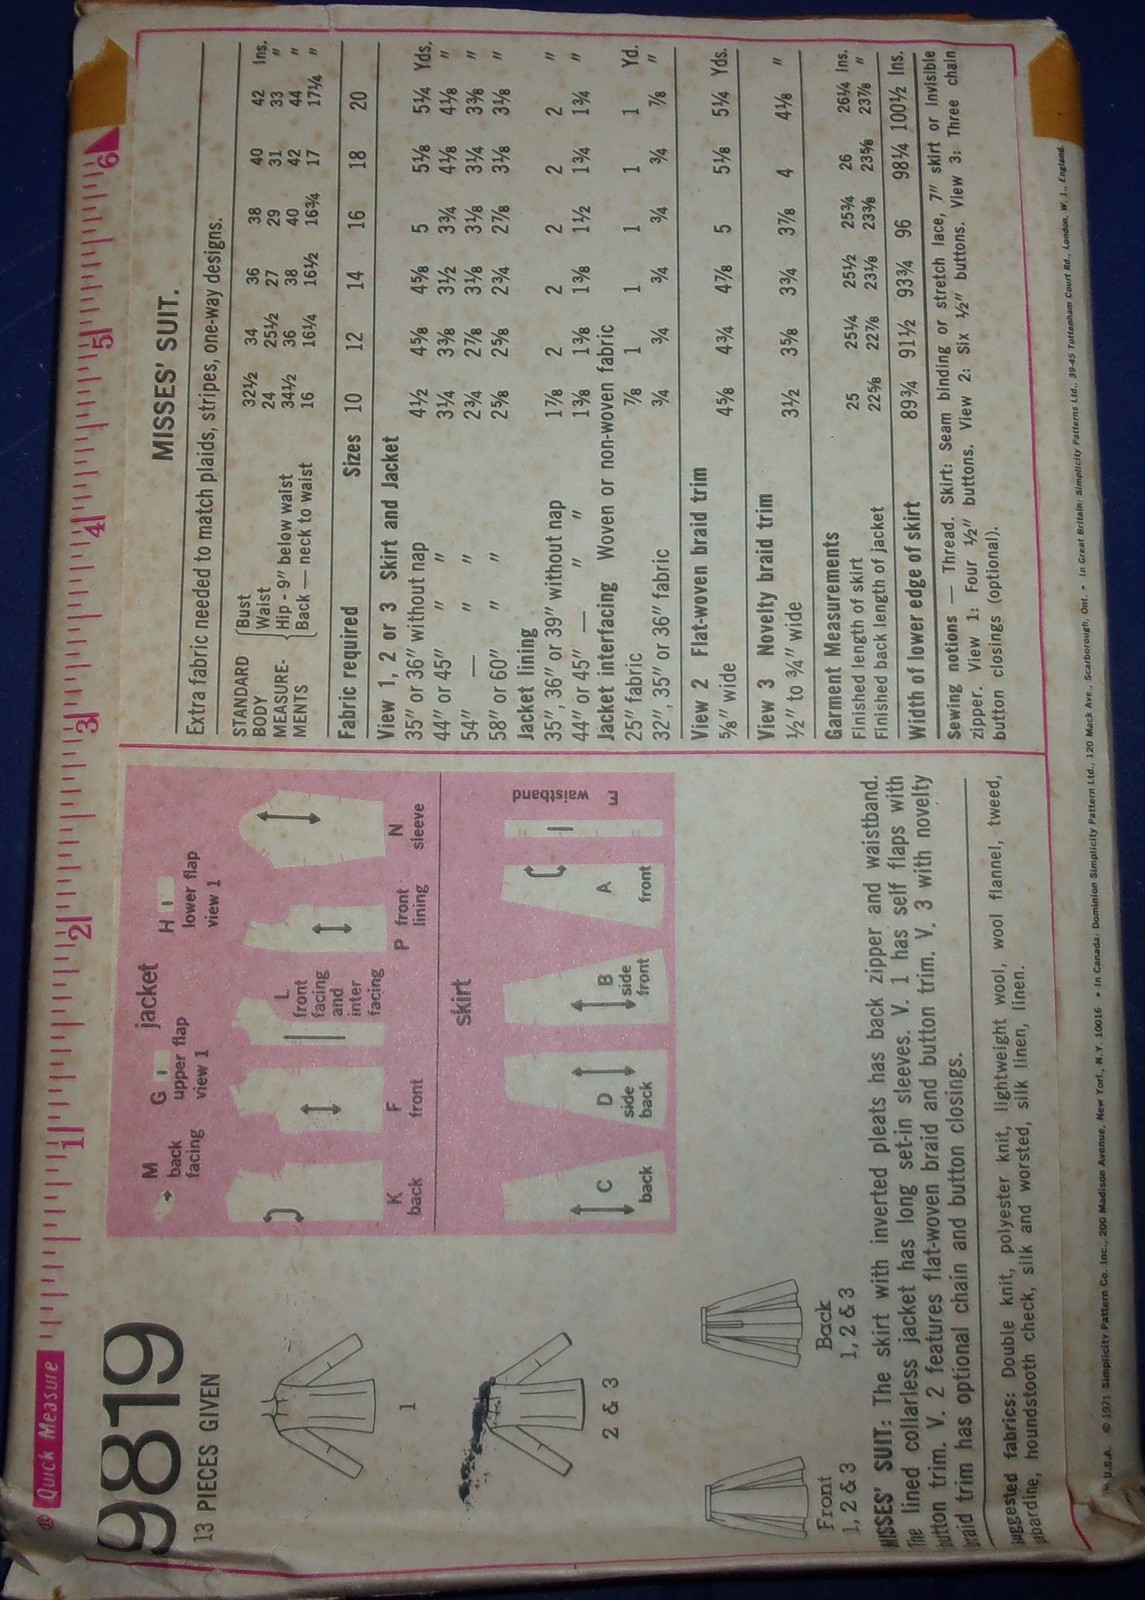 ® Quick Measure
1 2 3 4 5 6
9819
13 PIECES GIVEN
1
2 & 3
Front
1, 2 & 3
Back
1, 2 & 3
jacket
M
back
facing
G
upper flap
view 1
H
lower flap
view 1
K
back
F
front
L
front
facing
and
inter
facing
P front
lining
N
sleeve
skirt
C
back
D
side
back
B
side
front
A
front
E
waistband
MISSES' SUIT: The skirt with inverted pleats has back zipper and waistband.
The lined collarless jacket has long set-in sleeves. V. 1 has self flaps with
button trim. V. 2 features flat-woven braid and button trim. V. 3 with novelty
braid trim has optional chain and button closings.
uggested fabrics: Double knit, polyester knit, lightweight wool, wool flannel, tweed,
abardine, houndstooth check, silk and worsted, silk linen, linen.
MISSES' SUIT.
Extra fabric needed to match plaids, stripes, one-way designs.
STANDARD { Bust 32½ 34 36 38 40 42 Ins.
BODY Waist 24 25½ 27 29 31 33 "
MEASURE- { Hip - 9" below waist 34½ 36 38 40 42 44 "
MENTS Back — neck to waist 16 16¼ 16½ 16¾ 17 17¼ "
Fabric required Sizes 10 12 14 16 18 20
View 1, 2 or 3 Skirt and Jacket
35" or 36" without nap 4½ 4⅝ 4⅝ 5 5⅛ 5¼ Yds.
44" or 45" " " 3¼ 3⅜ 3½ 3¾ 4⅛ 4⅛ "
54" — " " 2¾ 2⅞ 3⅛ 3⅛ 3¼ 3⅜ "
58" or 60" " " 2⅝ 2⅝ 2¾ 2⅞ 3⅛ 3⅛ "
Jacket lining
35", 36" or 39" without nap 1⅞ 2 2 2 2 2 "
44" or 45" — " " 1⅜ 1⅜ 1⅜ 1½ 1¾ 1¾ "
Jacket interfacing Woven or non-woven fabric
25" fabric ⅞ 1 1 1 1 1 Yd.
32", 35" or 36" fabric ¾ ¾ ¾ ¾ ¾ ⅞ "
View 2 Flat-woven braid trim
⅝" wide 4⅝ 4¾ 4⅞ 5 5⅛ 5¼ Yds.
View 3 Novelty braid trim
½" to ¾" wide 3½ 3⅝ 3¾ 3⅞ 4 4⅛ "
Garment Measurements
Finished length of skirt 25 25¼ 25½ 25¾ 26 26¼ Ins.
Finished back length of jacket 22⅝ 22⅞ 23⅛ 23⅜ 23⅝ 23⅞ "
Width of lower edge of skirt 89¾ 91½ 93¾ 96 98¼ 100½ Ins.
Sewing notions — Thread. Skirt: Seam binding or stretch lace, 7" skirt or Invisible
zipper. View 1: Four ½" buttons. View 2: Six ½" buttons. View 3: Three chain
button closings (optional).
U.S.A. © 1971 Simplicity Pattern Co. Inc., 200 Madison Avenue, New York, N.Y. 10016 • In Canada: Dominion Simplicity Pattern Ltd., 120 Mack Ave., Scarborough, Ont. • In Great Britain: Simplicity Patterns Ltd., 39-45 Tottenham Court Rd., London, W. 1., England.